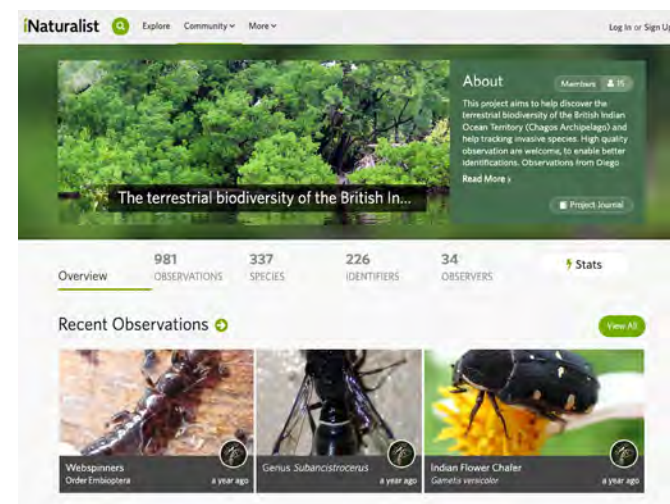 iNaturalist
Explore Community More
Log In or Sign Up
About
Members 15
This project aims to help discover the
terrestrial biodiversity of the British Indian
Ocean Territory (Chagos Archipelago) and
help tracking invasive species. High quality
observation are welcome, to enable better
identifications. Observations from Diego
Read More ›
Project Journal
The terrestrial biodiversity of the British In...
Overview
981
OBSERVATIONS
337
SPECIES
226
IDENTIFIERS
34
OBSERVERS
Stats
Recent Observations
View All
Webspinners
Order Embioptera
a year ago
Genus Subancistrocerus
a year ago
Indian Flower Chafer
Gametis versicolor
a year ago